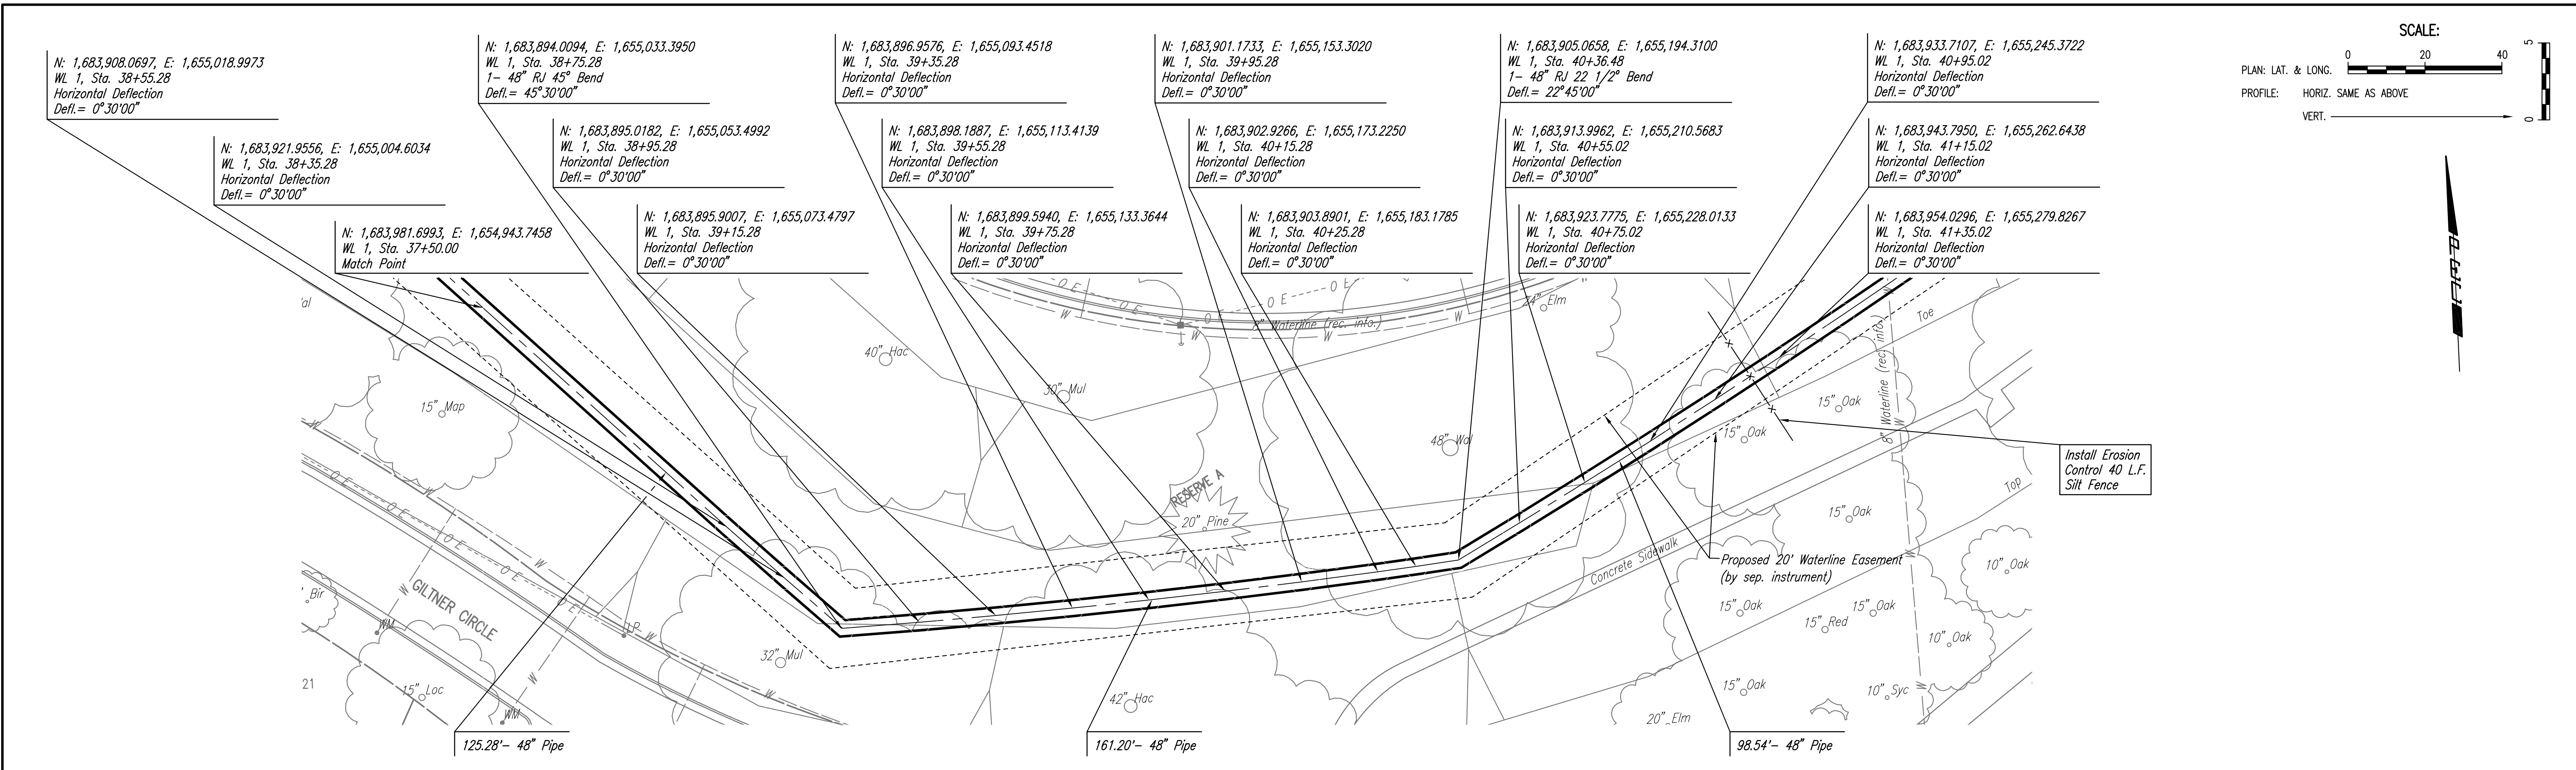 N: 1,683,908.0697, E: 1,655,018.9973
WL 1, Sta. 38+55.28
Horizontal Deflection
Defl.= 0°30'00"
N: 1,683,894.0094, E: 1,655,033.3950
WL 1, Sta. 38+75.28
1- 48" RJ 45° Bend
Defl.= 45°30'00"
N: 1,683,896.9576, E: 1,655,093.4518
WL 1, Sta. 39+35.28
Horizontal Deflection
Defl.= 0°30'00"
N: 1,683,901.1733, E: 1,655,153.3020
WL 1, Sta. 39+95.28
Horizontal Deflection
Defl.= 0°30'00"
N: 1,683,905.0658, E: 1,655,194.3100
WL 1, Sta. 40+36.48
1- 48" RJ 22 1/2° Bend
Defl.= 22°45'00"
N: 1,683,933.7107, E: 1,655,245.3722
WL 1, Sta. 40+95.02
Horizontal Deflection
Defl.= 0°30'00"
SCALE:
0 20 40
PLAN: LAT. & LONG.
PROFILE: HORIZ. SAME AS ABOVE
VERT.
5
0
N: 1,683,921.9556, E: 1,655,004.6034
WL 1, Sta. 38+35.28
Horizontal Deflection
Defl.= 0°30'00"
N: 1,683,895.0182, E: 1,655,053.4992
WL 1, Sta. 38+95.28
Horizontal Deflection
Defl.= 0°30'00"
N: 1,683,898.1887, E: 1,655,113.4139
WL 1, Sta. 39+55.28
Horizontal Deflection
Defl.= 0°30'00"
N: 1,683,902.9266, E: 1,655,173.2250
WL 1, Sta. 40+15.28
Horizontal Deflection
Defl.= 0°30'00"
N: 1,683,913.9962, E: 1,655,210.5683
WL 1, Sta. 40+55.02
Horizontal Deflection
Defl.= 0°30'00"
N: 1,683,943.7950, E: 1,655,262.6438
WL 1, Sta. 41+15.02
Horizontal Deflection
Defl.= 0°30'00"
N: 1,683,981.6993, E: 1,654,943.7458
WL 1, Sta. 37+50.00
Match Point
N: 1,683,895.9007, E: 1,655,073.4797
WL 1, Sta. 39+15.28
Horizontal Deflection
Defl.= 0°30'00"
N: 1,683,899.5940, E: 1,655,133.3644
WL 1, Sta. 39+75.28
Horizontal Deflection
Defl.= 0°30'00"
N: 1,683,903.8901, E: 1,655,183.1785
WL 1, Sta. 40+25.28
Horizontal Deflection
Defl.= 0°30'00"
N: 1,683,923.7775, E: 1,655,228.0133
WL 1, Sta. 40+75.02
Horizontal Deflection
Defl.= 0°30'00"
N: 1,683,954.0296, E: 1,655,279.8267
WL 1, Sta. 41+35.02
Horizontal Deflection
Defl.= 0°30'00"
O E
O E
O E
O E
W
W
W
W
8" Waterline (rec. info.)
24" Elm
Toe
40" Hac
30" Mul
15" Map
48" Wal
15" Oak
15" Oak
8" Waterline (rec. info.)
Install Erosion
Control 40 L.F.
Silt Fence
RESERVE A
20" Pine
Top
15" Oak
Concrete Sidewalk
Proposed 20' Waterline Easement
(by sep. instrument)
10" Oak
GILTNER CIRCLE
Bir
WM
LP
15" Oak
15" Oak
15" Red
10" Oak
32" Mul
21
15" Loc
WM
42" Hac
15" Oak
10" Syc
20" Elm
125.28'- 48" Pipe
161.20'- 48" Pipe
98.54'- 48" Pipe